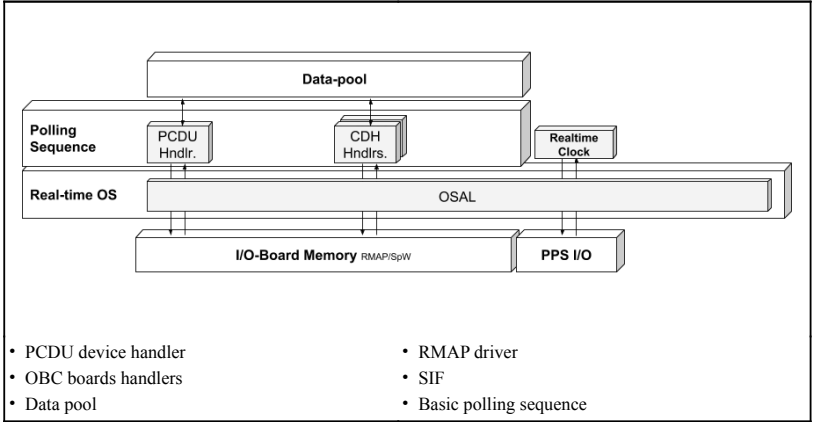 Data-pool
Polling
Sequence
PCDU
Hndlr.
CDH
Hndlrs.
Realtime
Clock
Real-time OS
OSAL
I/O-Board Memory RMAP/SpW
PPS I/O
• PCDU device handler
• OBC boards handlers
• Data pool
• RMAP driver
• SIF
• Basic polling sequence